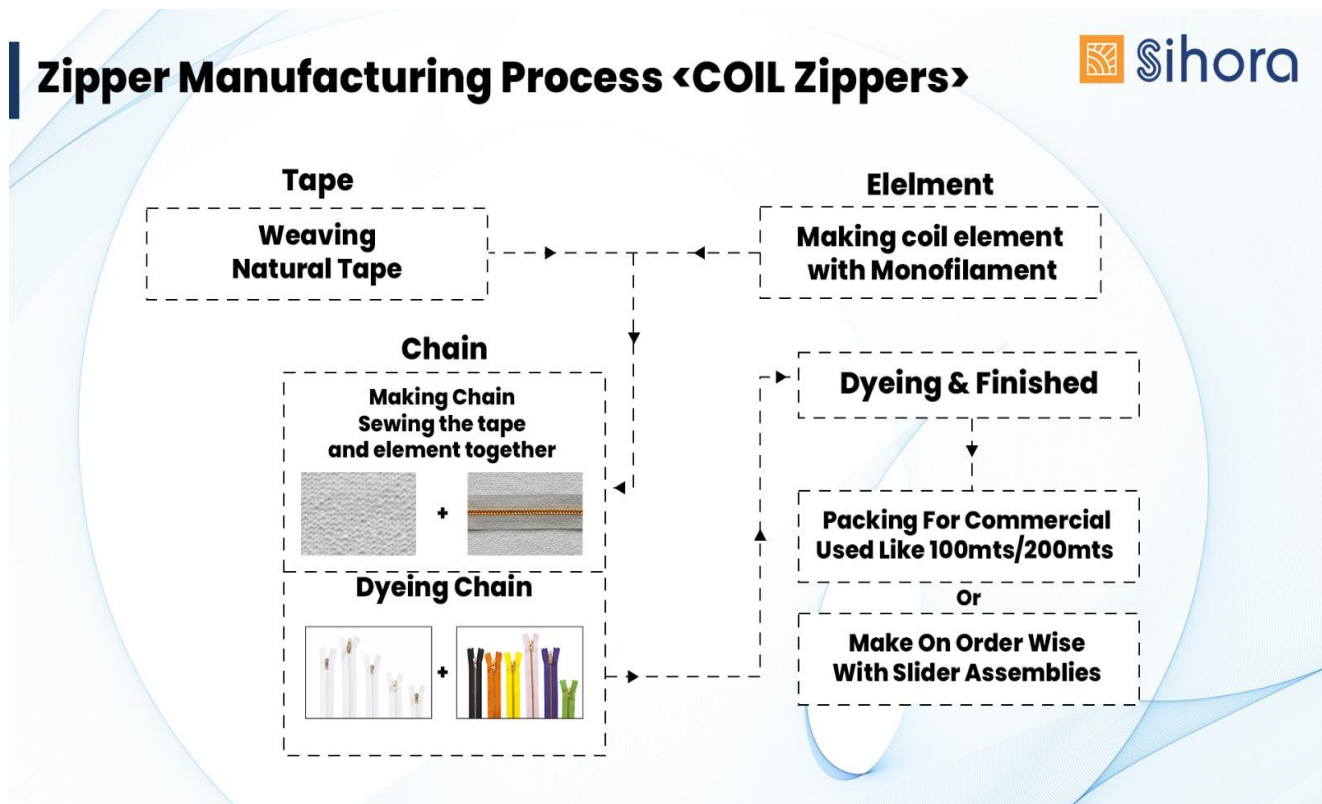 Zipper Manufacturing Process <COIL Zippers>
Sihora
Tape
Weaving
Natural Tape
Elelment
Making coil element
with Monofilament
Chain
Making Chain
Sewing the tape
and element together
+
Dyeing Chain
+
Dyeing & Finished
Packing For Commercial
Used Like 100mts/200mts
Or
Make On Order Wise
With Slider Assemblies